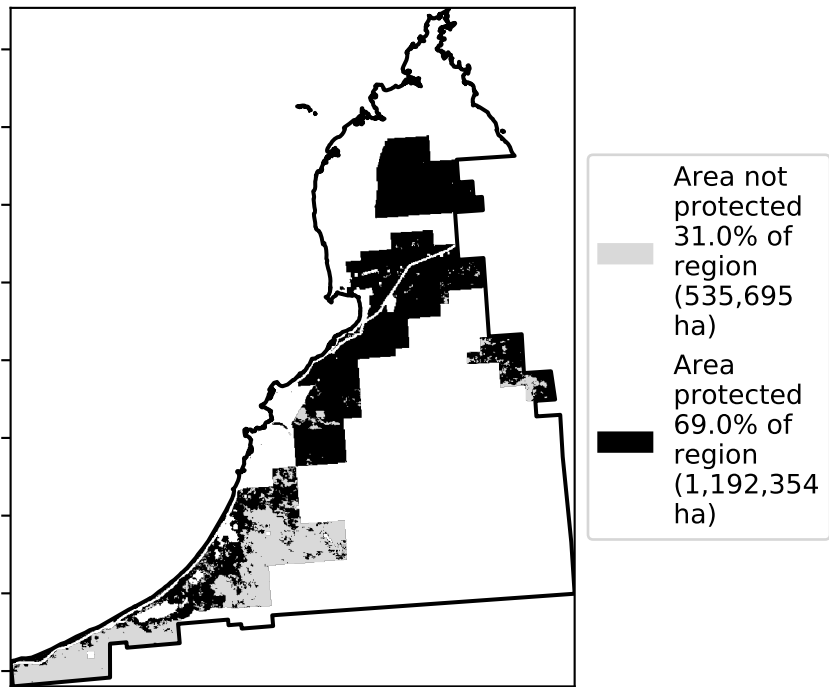 Area not
protected
31.0% of
region
(535,695
ha)
Area
protected
69.0% of
region
(1,192,354
ha)